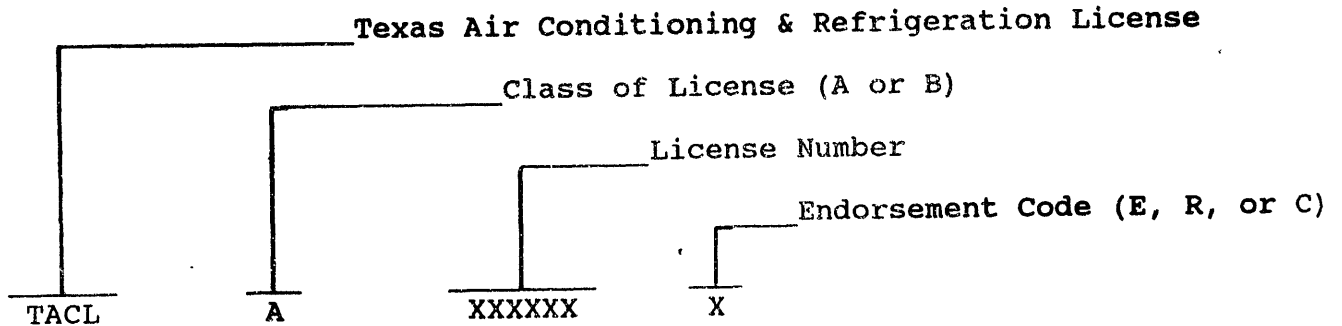 Texas Air Conditioning & Refrigeration License
Class of License (A or B)
License Number
Endorsement Code (E, R, or C)
TACL A XXXXXX X